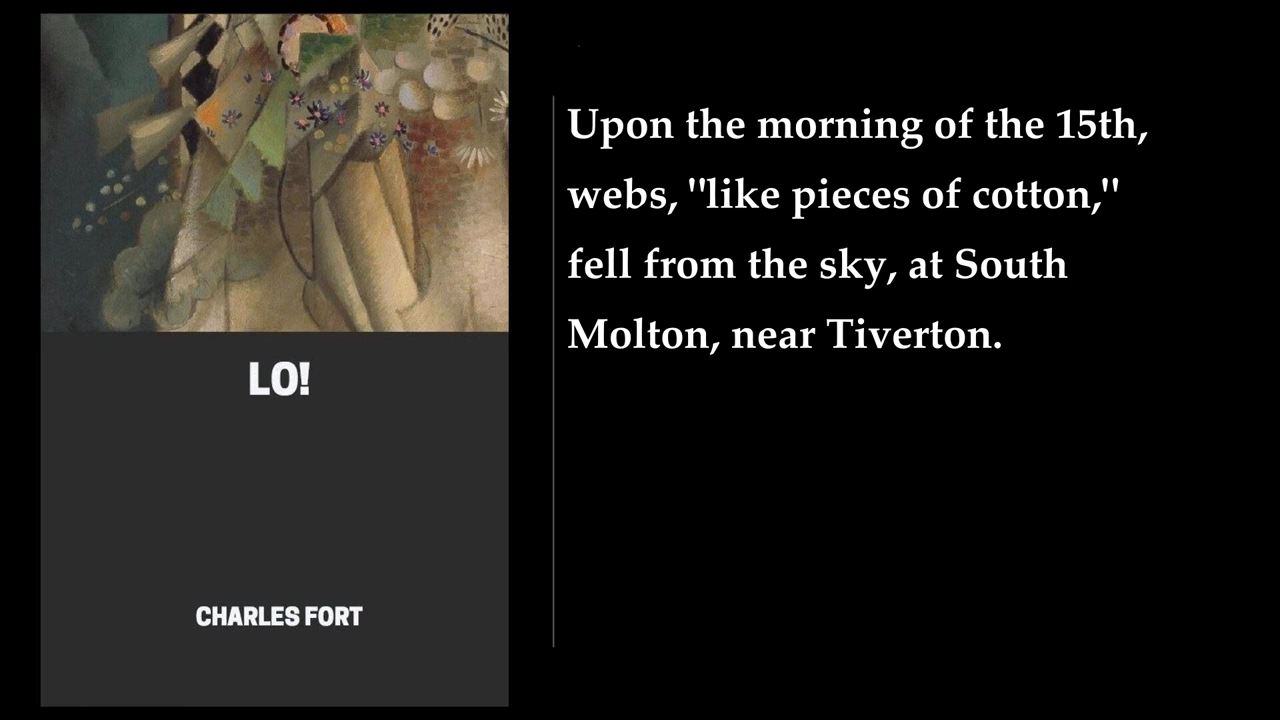 LO!
CHARLES FORT
Upon the morning of the 15th,
webs, "like pieces of cotton,"
fell from the sky, at South
Molton, near Tiverton.